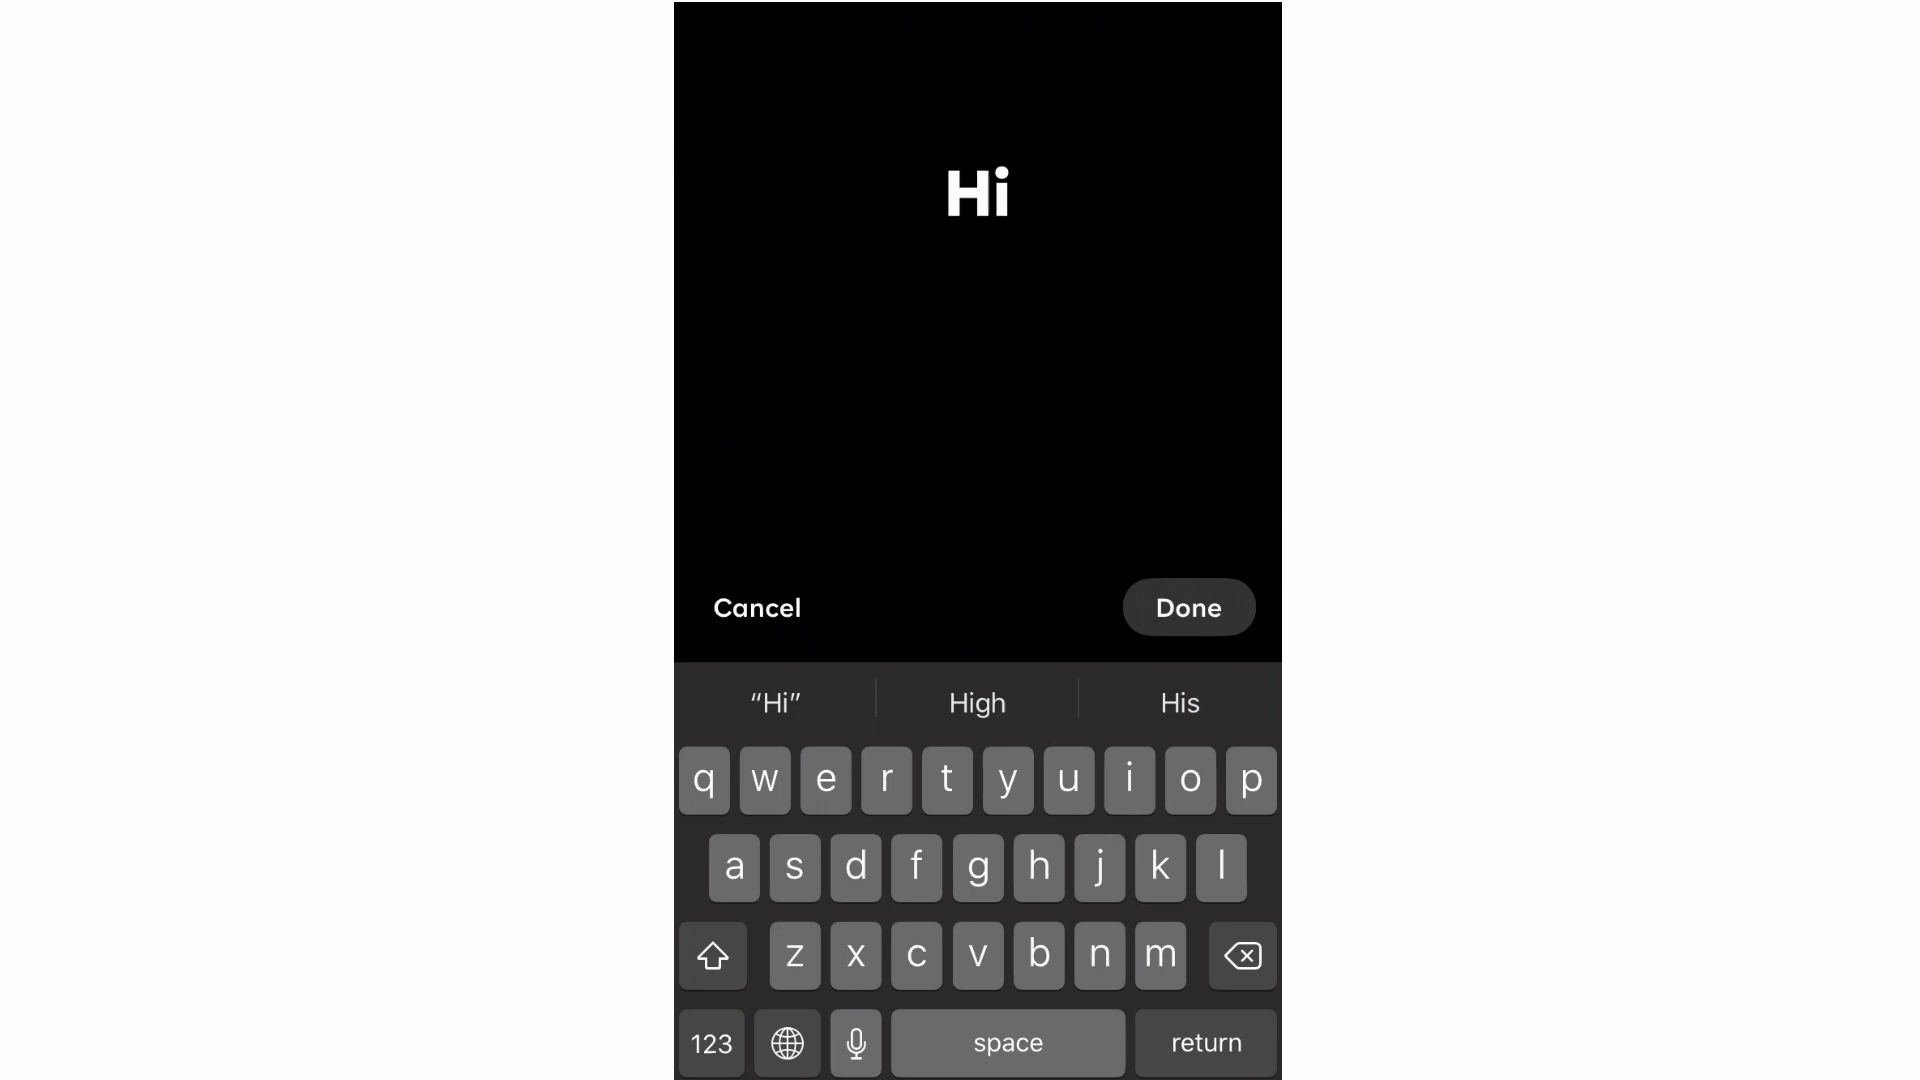 Hi
Cancel Done
“Hi” High His
q w e r t y u i o p
a s d f g h j k l
z x c v b n m
123 space return